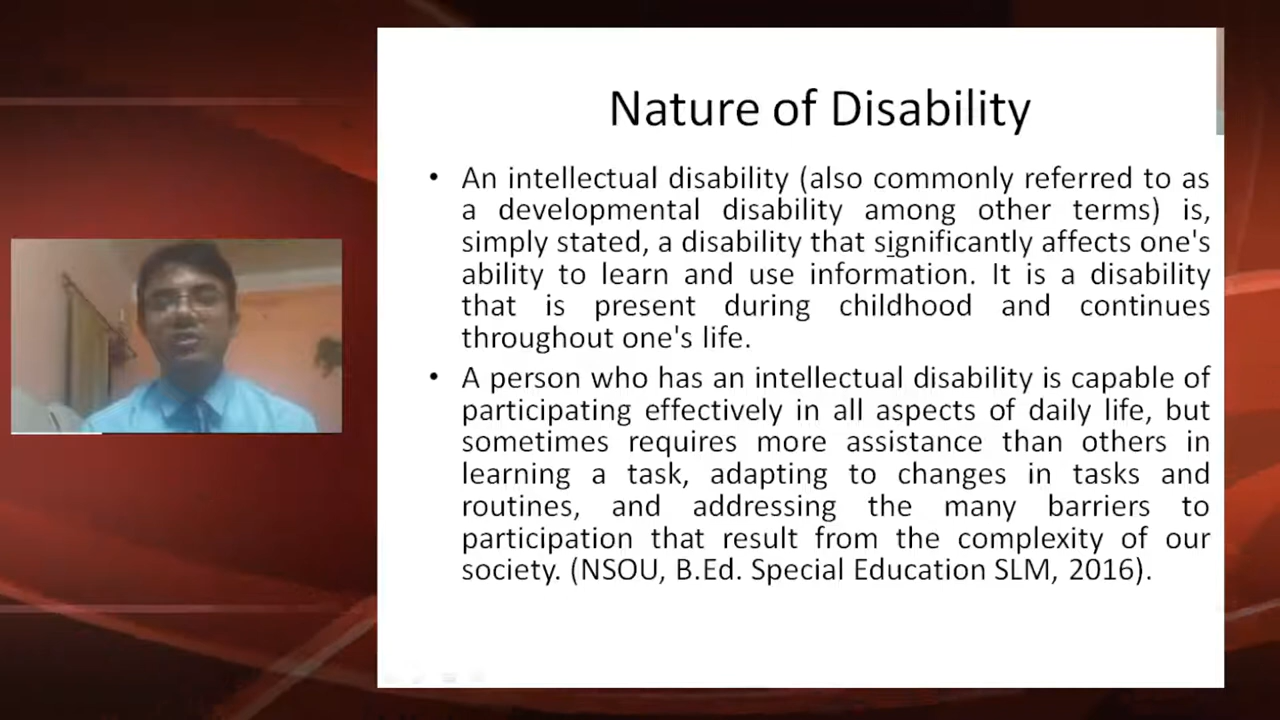 Nature of Disability
• An intellectual disability (also commonly referred to as
a developmental disability among other terms) is,
simply stated, a disability that significantly affects one's
ability to learn and use information. It is a disability
that is present during childhood and continues
throughout one's life.
• A person who has an intellectual disability is capable of
participating effectively in all aspects of daily life, but
sometimes requires more assistance than others in
learning a task, adapting to changes in tasks and
routines, and addressing the many barriers to
participation that result from the complexity of our
society. (NSOU, B.Ed. Special Education SLM, 2016).